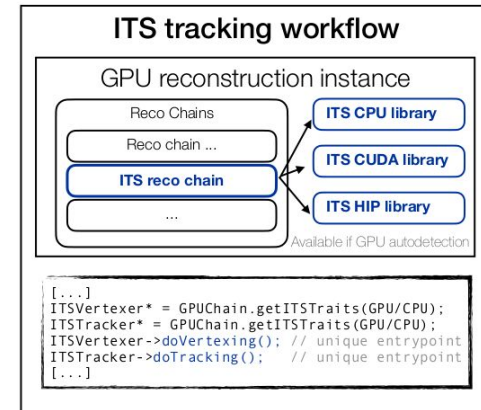 ITS tracking workflow
GPU reconstruction instance
Reco Chains
Reco chain ...
ITS reco chain
...
ITS CPU library
ITS CUDA library
ITS HIP library
Available if GPU autodetection
[...]
ITSVertexer* = GPUChain.getITSTraits(GPU/CPU);
ITSTracker* = GPUChain.getITSTraits(GPU/CPU);
ITSVertexer->doVertexing(); // unique entrypoint
ITSTracker->doTracking(); // unique entrypoint
[...]